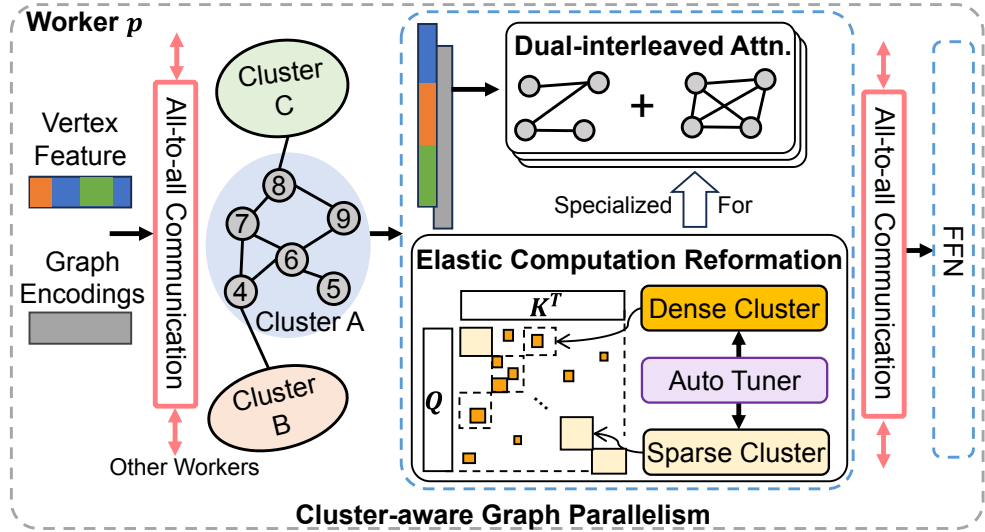 Worker p
Vertex
Feature
Graph
Encodings
All-to-all Communication
Other Workers
Cluster
C
8
7
9
6
4
5
Cluster A
Cluster
B
Dual-interleaved Attn.
+
Specialized For
Elastic Computation Reformation
K^T
Q
...
Dense Cluster
Auto Tuner
Sparse Cluster
All-to-all Communication
FFN
Cluster-aware Graph Parallelism